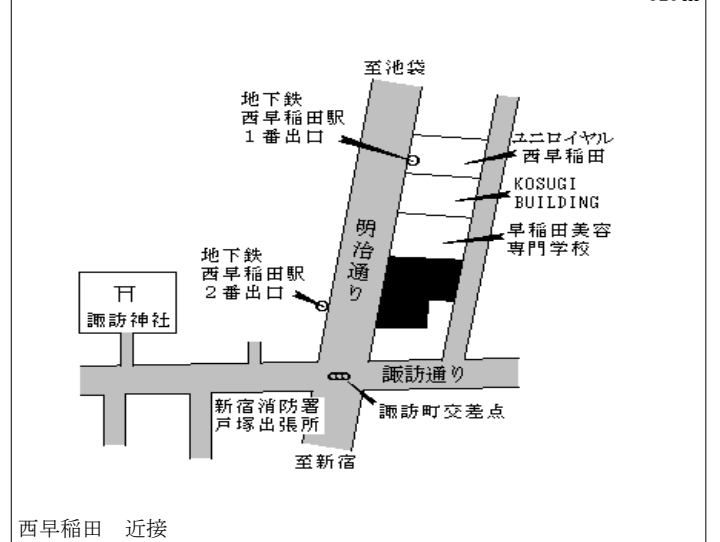 至池袋
地下鉄
西早稲田駅
１番出口
ユニロイヤル
西早稲田
KOSUGI
BUILDING
早稲田美容
専門学校
明治通り
地下鉄
西早稲田駅
２番出口
諏訪神社
諏訪通り
新宿消防署
戸塚出張所
諏訪町交差点
至新宿
西早稲田　近接